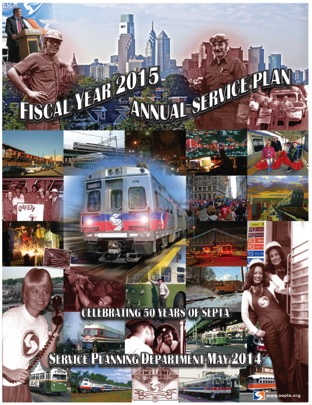 FISCAL YEAR 2015
ANNUAL SERVICE PLAN
CELEBRATING 50 YEARS OF SEPTA
SERVICE PLANNING DEPARTMENT MAY 2014
www.septa.org